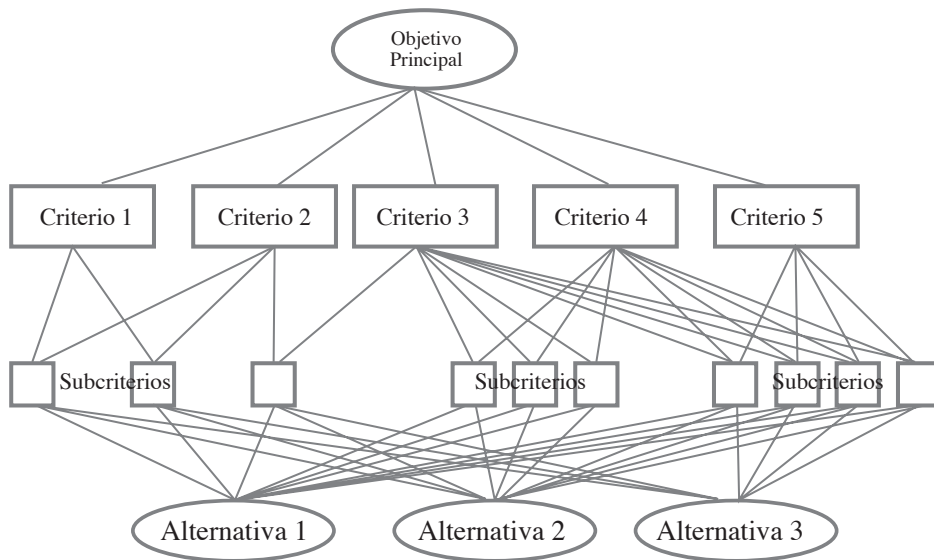 Objetivo
Principal
Criterio 1
Criterio 2
Criterio 3
Criterio 4
Criterio 5
Subcriterios
Subcriterios
Subcriterios
Alternativa 1
Alternativa 2
Alternativa 3